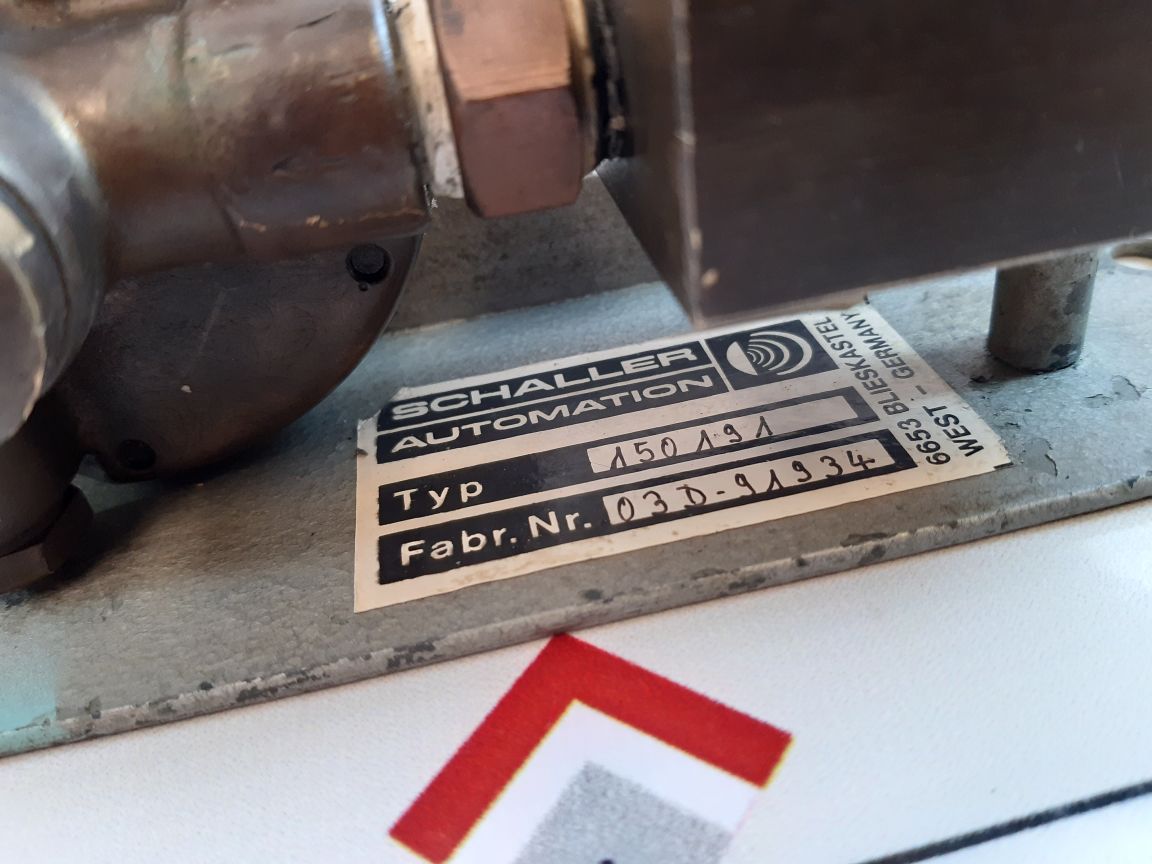 SCHALLER
AUTOMATION
Typ 150191
Fabr. Nr. 03D-91934
6653 BLIESKASTEL
WEST - GERMANY